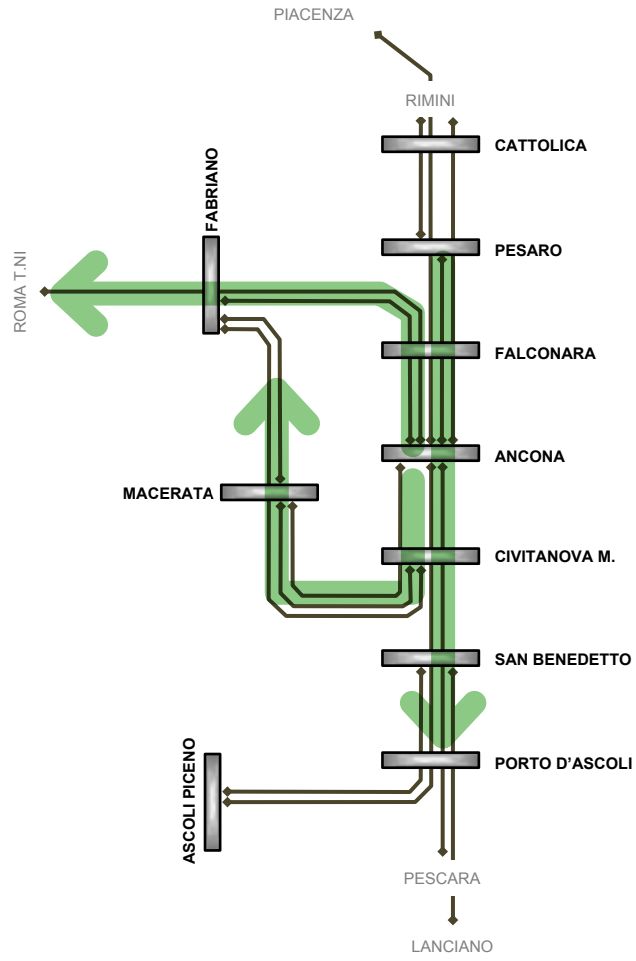 PIACENZA
RIMINI
CATTOLICA
FABRIANO
PESARO
ROMA T.NI
FALCONARA
ANCONA
MACERATA
CIVITANOVA M.
SAN BENEDETTO
PORTO D’ASCOLI
ASCOLI PICENO
PESCARA
LANCIANO